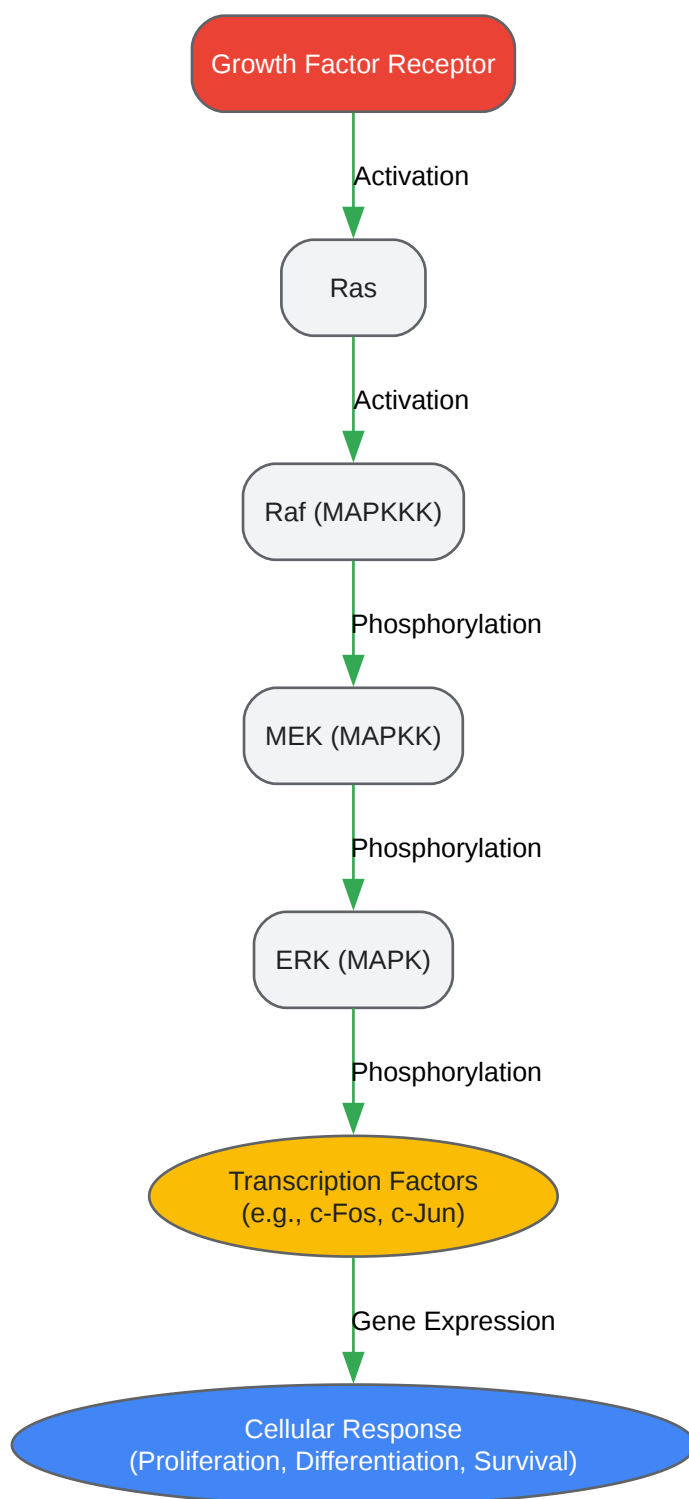 Growth Factor Receptor
Activation
Ras
Activation
Raf (MAPKKK)
Phosphorylation
MEK (MAPKK)
Phosphorylation
ERK (MAPK)
Phosphorylation
Transcription Factors
(e.g., c-Fos, c-Jun)
Gene Expression
Cellular Response
(Proliferation, Differentiation, Survival)